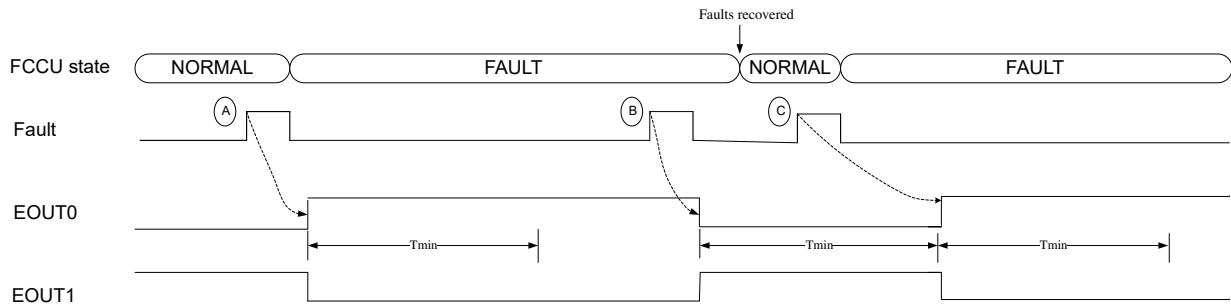 Faults recovered
FCCU state
NORMAL
FAULT
NORMAL
FAULT
A
B
C
Fault
EOUT0
Tmin
Tmin
Tmin
EOUT1